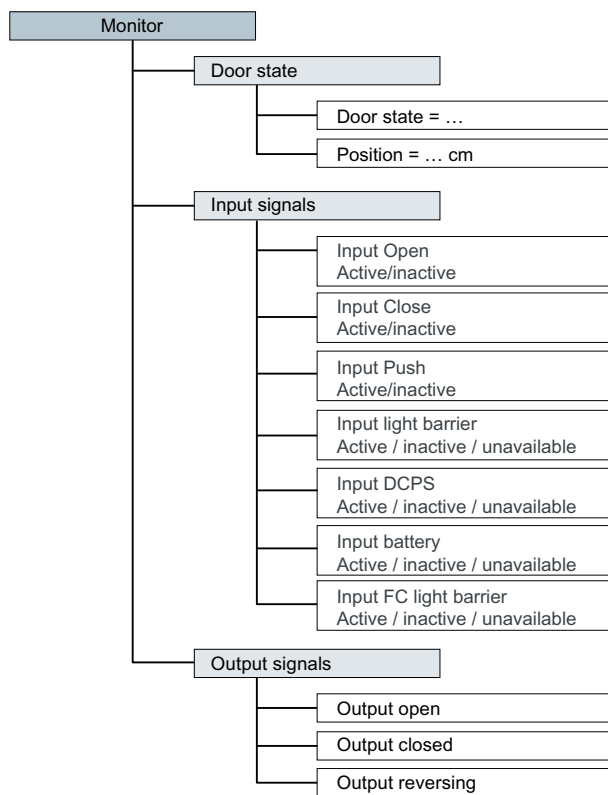 Monitor
Door state
Door state = …
Position = … cm
Input signals
Input Open
Active/inactive
Input Close
Active/inactive
Input Push
Active/inactive
Input light barrier
Active / inactive / unavailable
Input DCPS
Active / inactive / unavailable
Input battery
Active / inactive / unavailable
Input FC light barrier
Active / inactive / unavailable
Output signals
Output open
Output closed
Output reversing